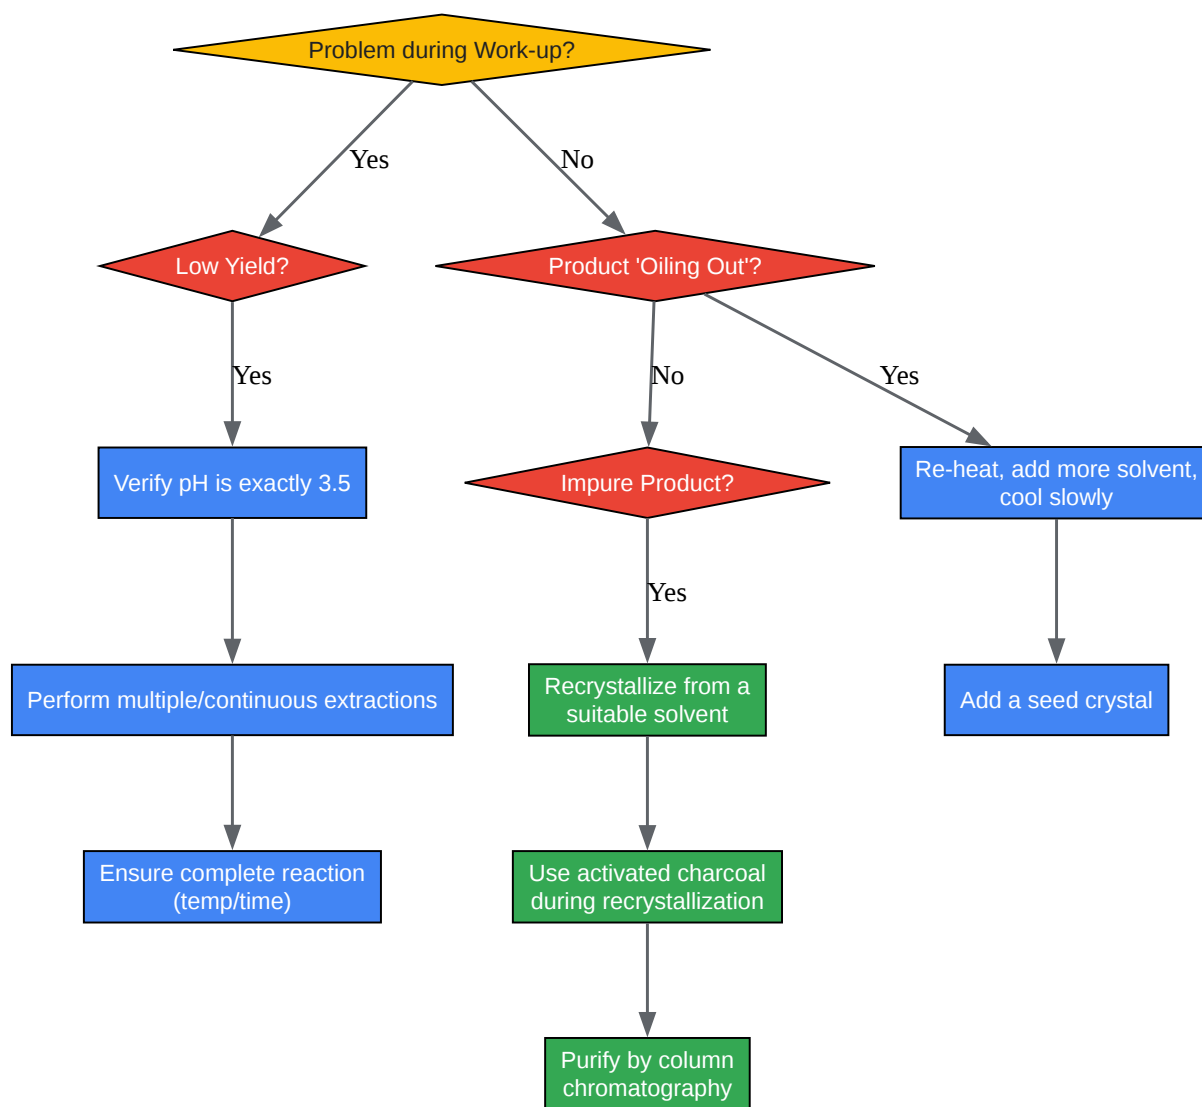 Problem during Work-up?
Yes
No
Low Yield?
Product 'Oiling Out'?
Yes
No
Yes
Verify pH is exactly 3.5
Impure Product?
Re-heat, add more solvent,
cool slowly
Yes
Perform multiple/continuous extractions
Recrystallize from a
suitable solvent
Add a seed crystal
Ensure complete reaction
(temp/time)
Use activated charcoal
during recrystallization
Purify by column
chromatography